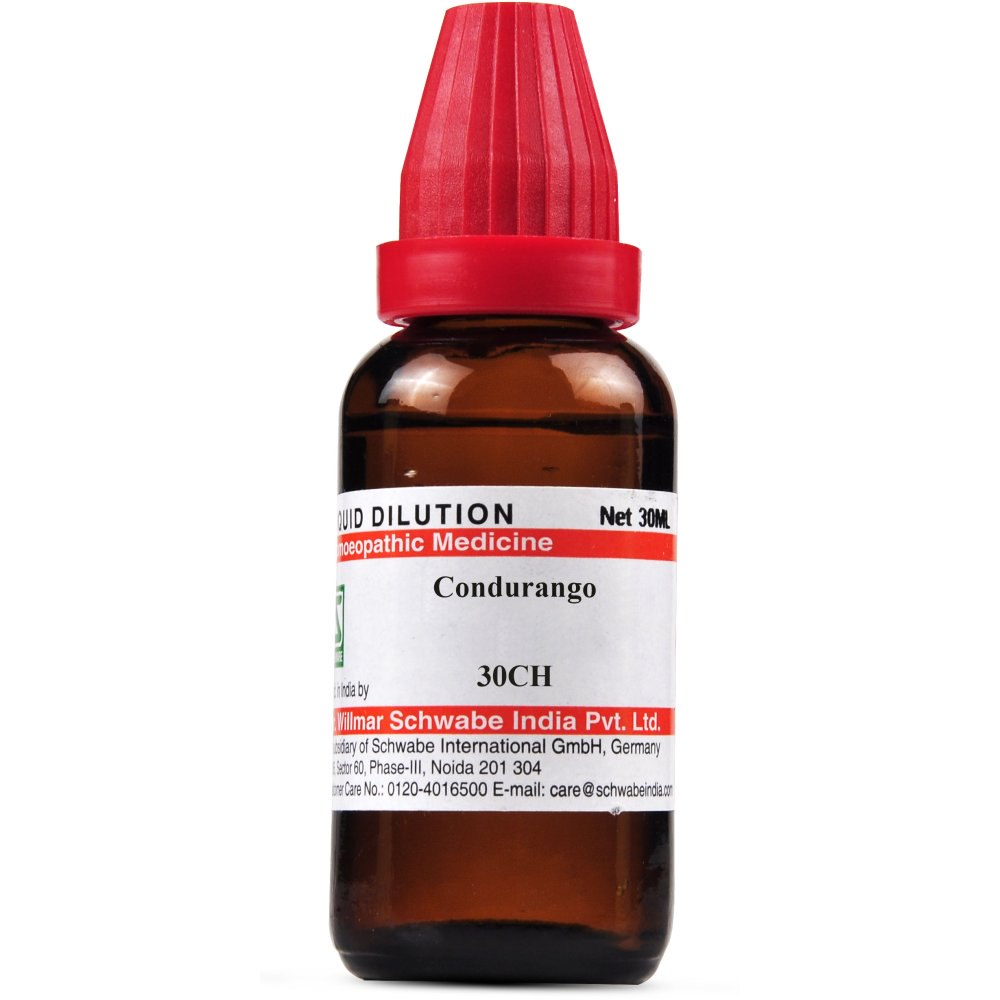 QUID DILUTION Net 30ML
moeopathic Medicine
Condurango
30CH
in India by
Willmar Schwabe India Pvt. Ltd.
bsidiary of Schwabe International GmbH, Germany
Sector 60, Phase-III, Noida 201 304
omer Care No.: 0120-4016500 E-mail: care@schwabeindia.com